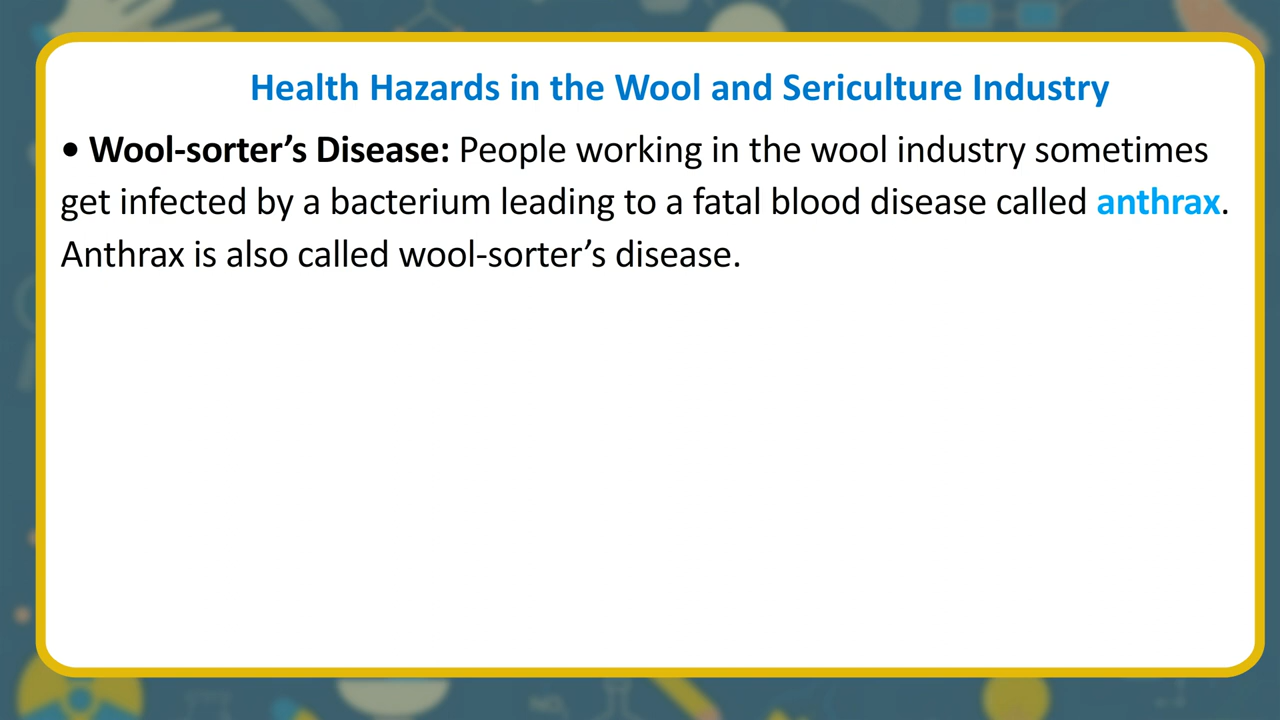 Health Hazards in the Wool and Sericulture Industry
• Wool-sorter’s Disease: People working in the wool industry sometimes
get infected by a bacterium leading to a fatal blood disease called anthrax.
Anthrax is also called wool-sorter’s disease.
NO₂